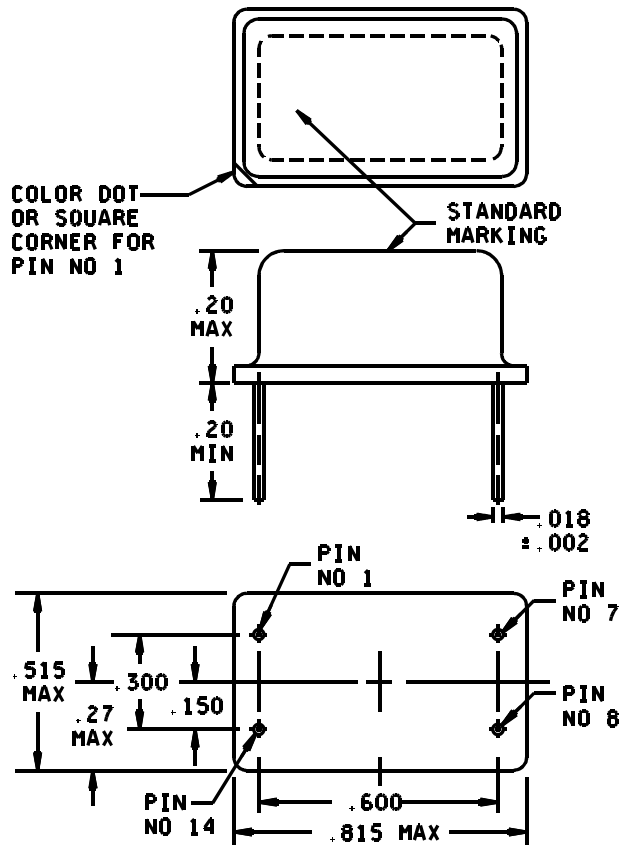 COLOR DOT
OR SQUARE
CORNER FOR
PIN NO 1
STANDARD
MARKING
.20
MAX
.20
MIN
.018
±.002
PIN
NO 1
PIN
NO 7
.515
MAX
.300
.27
MAX
.150
PIN
NO 8
PIN
NO 14
.600
.815 MAX